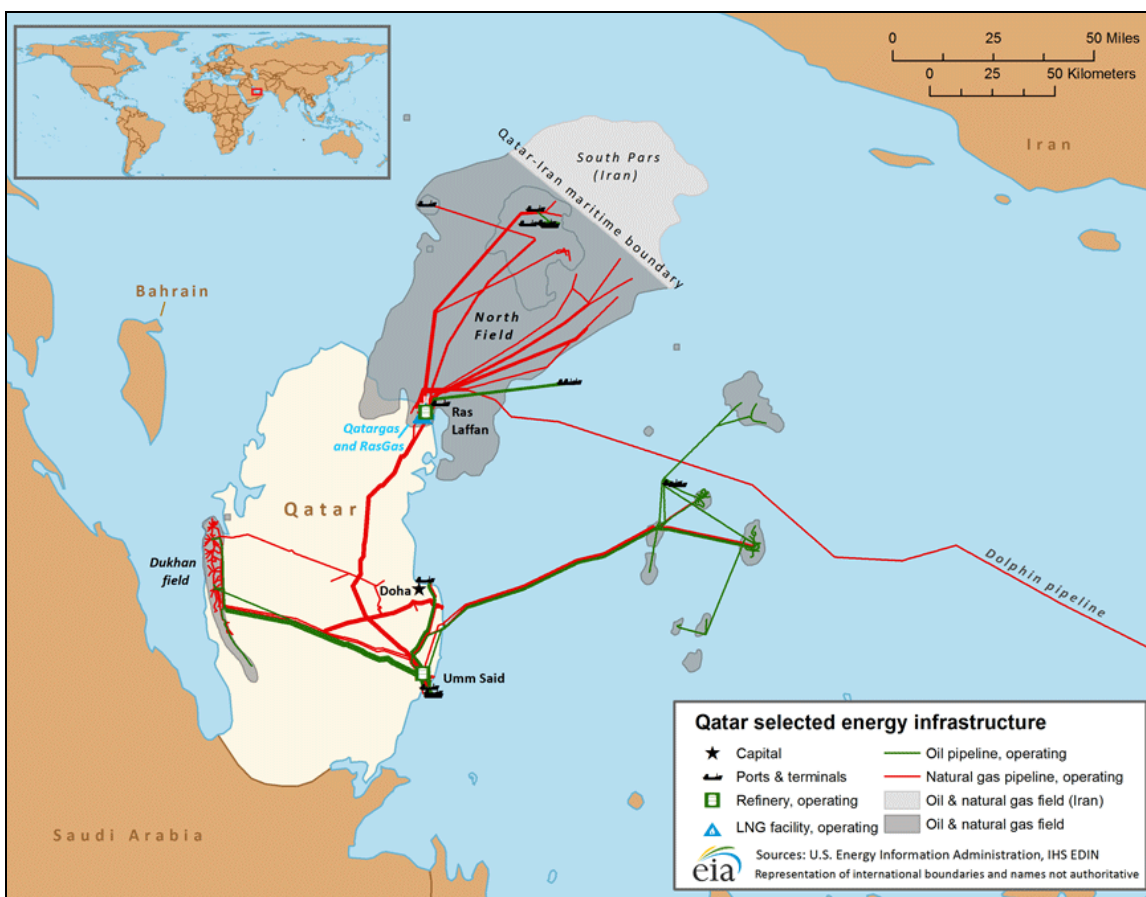 0 25 50 Miles
0 25 50 Kilometers
Iran
South Pars
(Iran)
Qatar-Iran maritime boundary
Bahrain
North
Field
Ras
Laffan
Qatargas
and RasGas
Qatar
Dukhan
field
Doha
Dolphin pipeline
Umm Said
Saudi Arabia
Qatar selected energy infrastructure
Capital
Ports & terminals
Refinery, operating
LNG facility, operating
Oil pipeline, operating
Natural gas pipeline, operating
Oil & natural gas field (Iran)
Oil & natural gas field
eia
Sources: U.S. Energy Information Administration, IHS EDIN
Representation of international boundaries and names not authoritative